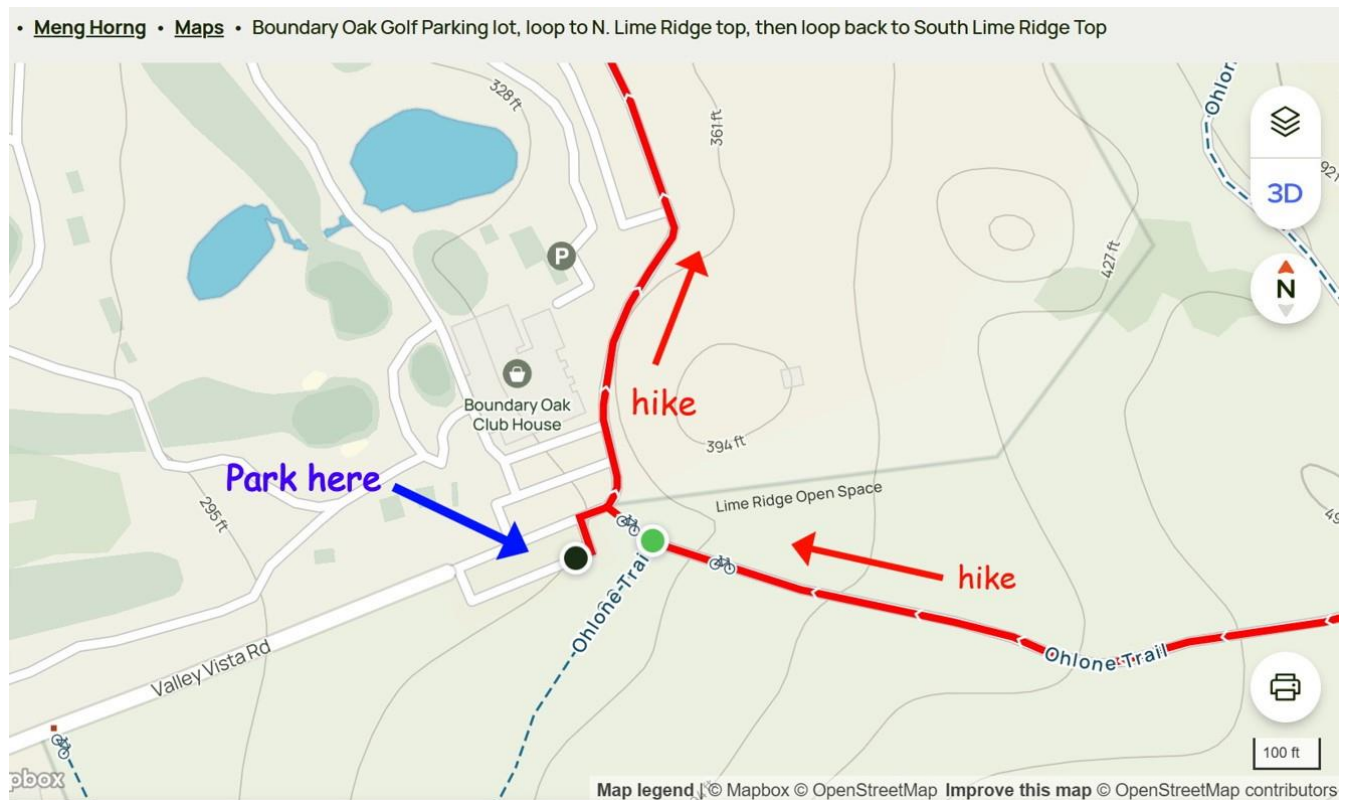 • Meng Horng • Maps • Boundary Oak Golf Parking lot, loop to N. Lime Ridge top, then loop back to South Lime Ridge Top
328 ft
361 ft
Ohlon
921
3D
N
427 ft
P
Boundary Oak
Club House
hike
394 ft
Park here
Lime Ridge Open Space
295 ft
49
hike
Ohlone Trail
Ohlone Trail
Valley Vista Rd
100 ft
pbox
Map legend © Mapbox © OpenStreetMap Improve this map © OpenStreetMap contributors